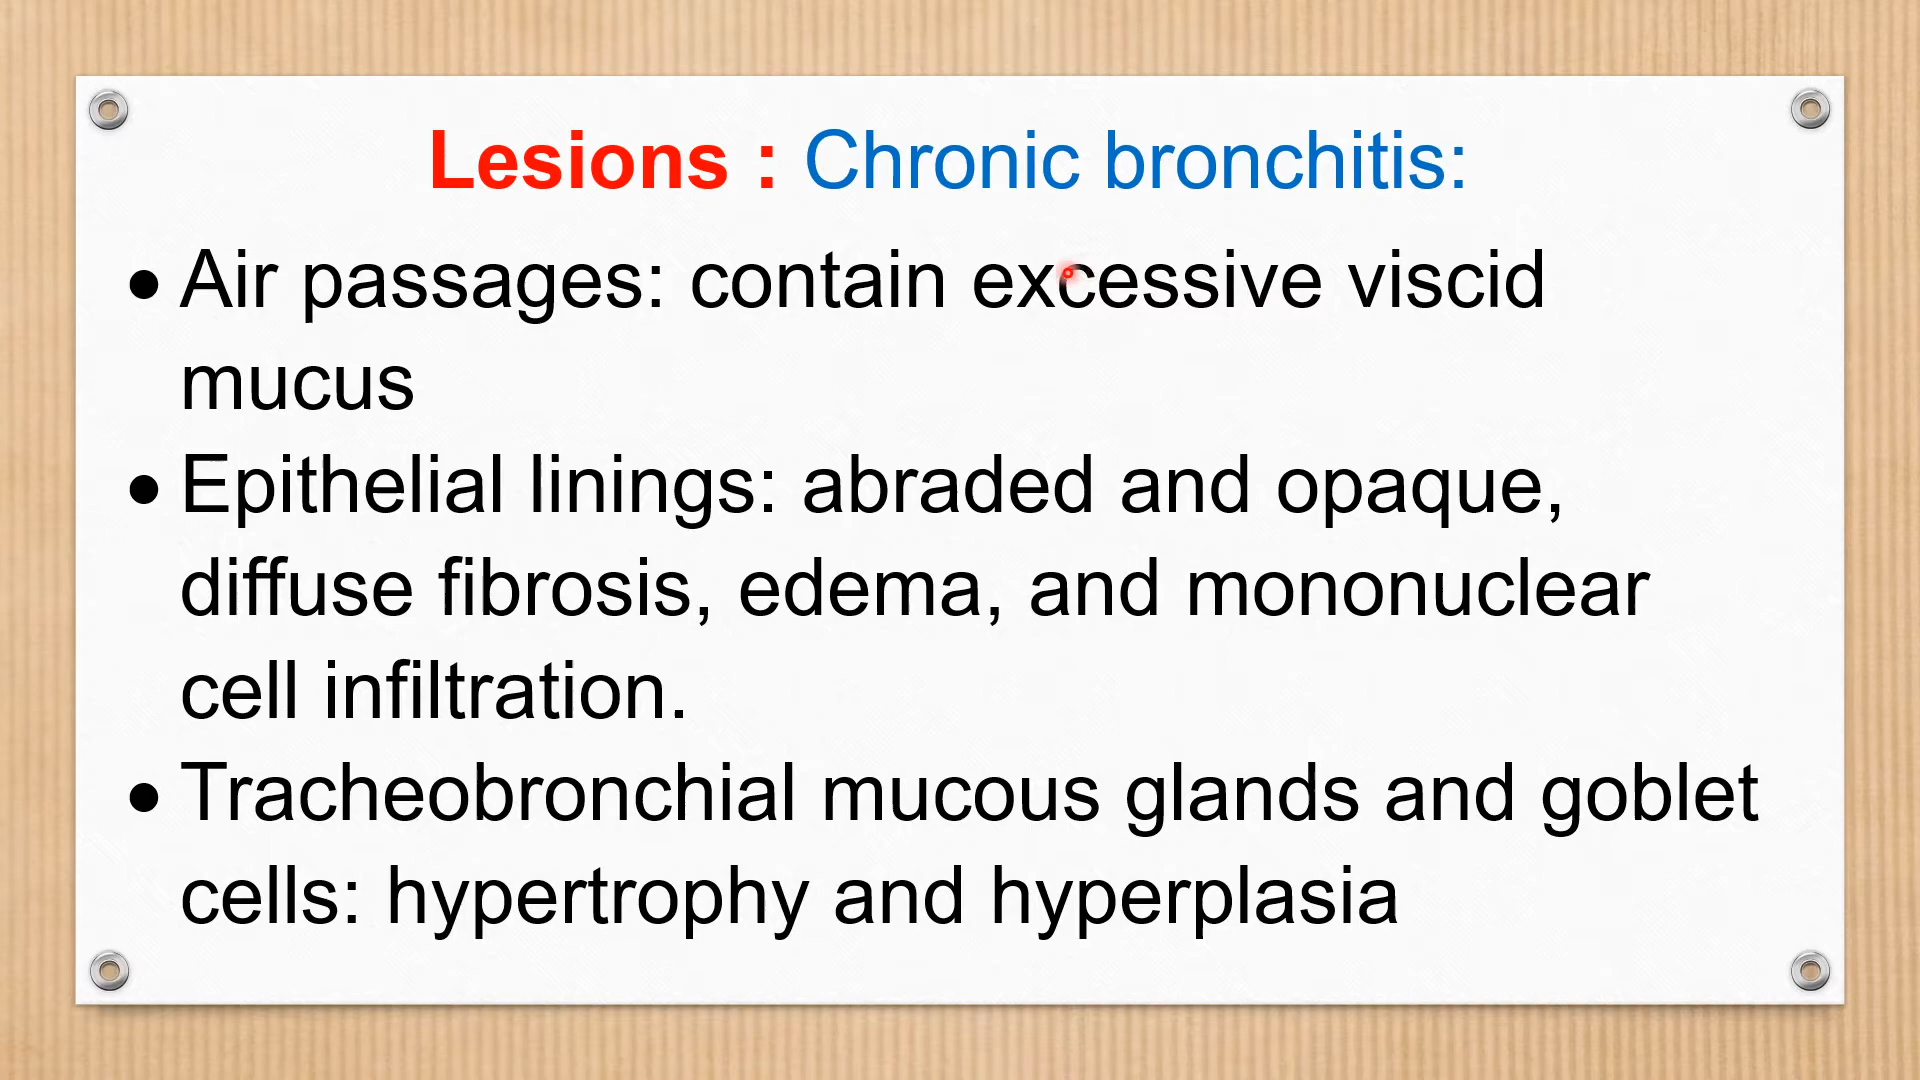 Lesions : Chronic bronchitis:
• Air passages: contain excessive viscid
mucus
• Epithelial linings: abraded and opaque,
diffuse fibrosis, edema, and mononuclear
cell infiltration.
• Tracheobronchial mucous glands and goblet
cells: hypertrophy and hyperplasia